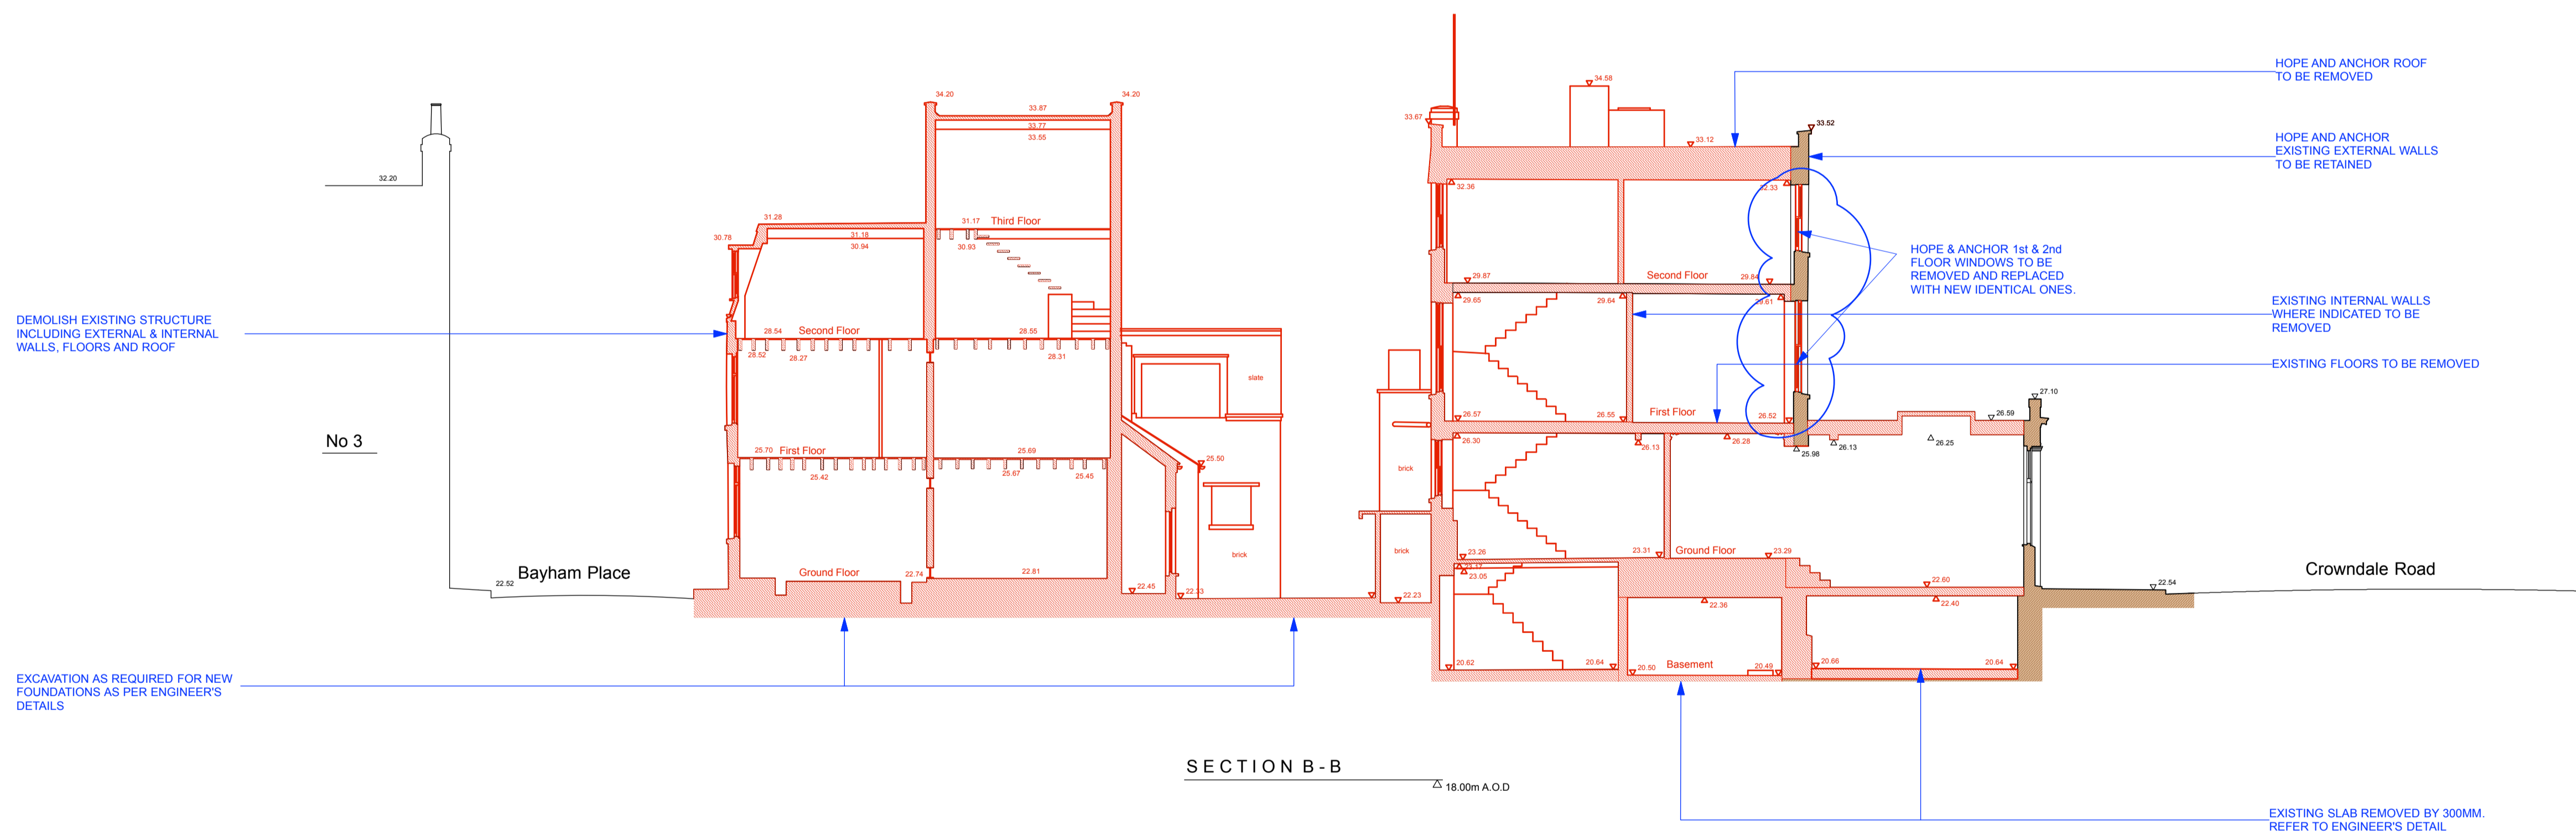 HOPE AND ANCHOR ROOF
TO BE REMOVED
34.58
34.20
34.20
33.87
33.77
33.55
33.67
33.12
33.52
HOPE AND ANCHOR
EXISTING EXTERNAL WALLS
TO BE RETAINED
32.20
32.36
32.33
31.28
31.17
Third Floor
30.78
31.18
30.94
30.93
HOPE & ANCHOR 1st & 2nd
FLOOR WINDOWS TO BE
REMOVED AND REPLACED
WITH NEW IDENTICAL ONES.
29.87
Second Floor
29.84
29.65
29.64
29.61
EXISTING INTERNAL WALLS
WHERE INDICATED TO BE
REMOVED
DEMOLISH EXISTING STRUCTURE
INCLUDING EXTERNAL & INTERNAL
WALLS, FLOORS AND ROOF
28.54
Second Floor
28.55
28.52
28.27
28.31
slate
EXISTING FLOORS TO BE REMOVED
27.10
26.57
26.55
First Floor
26.52
26.59
No 3
26.30
26.13
26.28
25.98
26.13
26.25
25.70
First Floor
25.69
25.42
25.67
25.45
25.50
brick
brick
brick
23.26
23.31
Ground Floor
23.29
23.17
23.05
Bayham Place
22.52
Ground Floor
22.74
22.81
22.45
22.33
22.23
22.36
22.60
22.40
22.54
Crowndale Road
20.62
20.64
20.50
Basement
20.49
20.66
20.64
EXCAVATION AS REQUIRED FOR NEW
FOUNDATIONS AS PER ENGINEER'S
DETAILS
SECTION B-B
18.00m A.O.D
EXISTING SLAB REMOVED BY 300MM.
REFER TO ENGINEER'S DETAIL